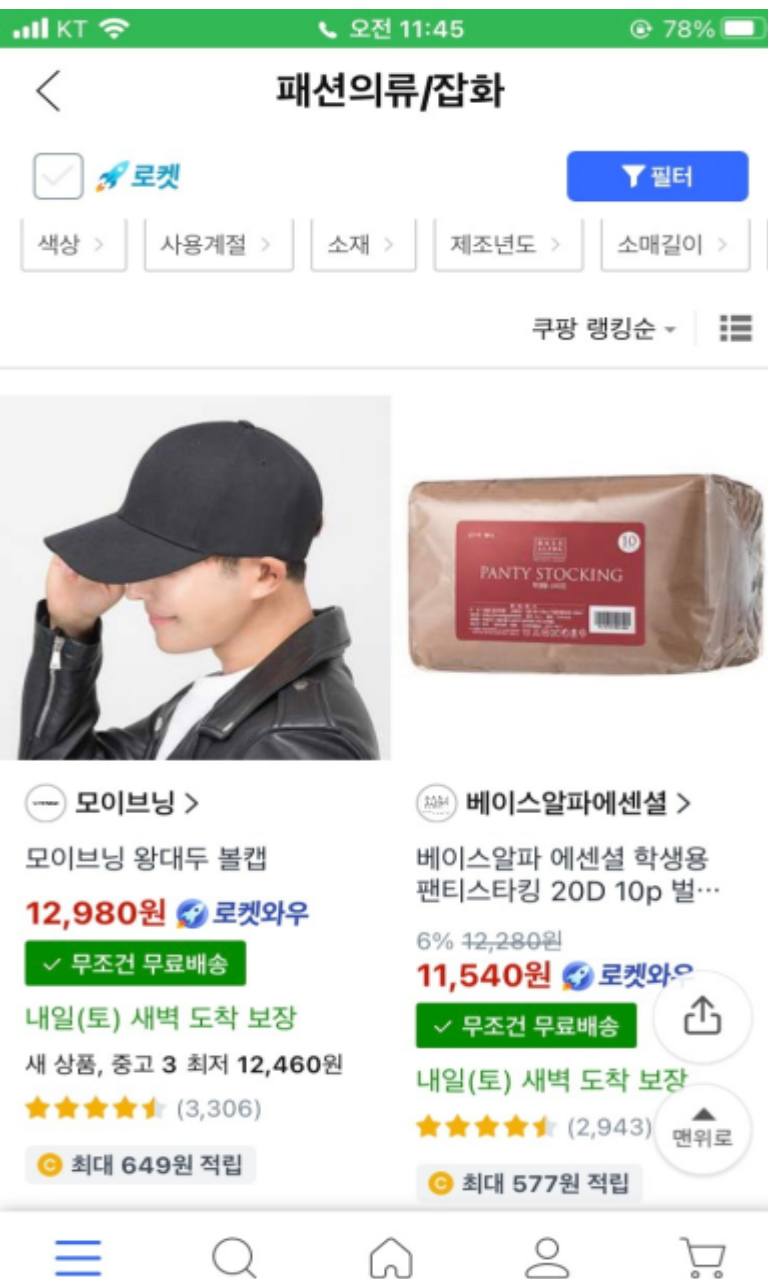 KT 오전 11:45 78%
패션의류/잡화
로켓 필터
색상 사용계절 소재 제조년도 소매길이
쿠팡 랭킹순
10
PANTY STOCKING
모이브닝
모이브닝 왕대두 볼캡
12,980원 로켓와우
무조건 무료배송
내일(토) 새벽 도착 보장
새 상품, 중고 3 최저 12,460원
(3,306)
최대 649원 적립
베이스알파에센셜
베이스알파 에센셜 학생용
팬티스타킹 20D 10p 벌…
6% 12,280원
11,540원 로켓와우
무조건 무료배송
내일(토) 새벽 도착 보장
(2,943)
최대 577원 적립
맨위로